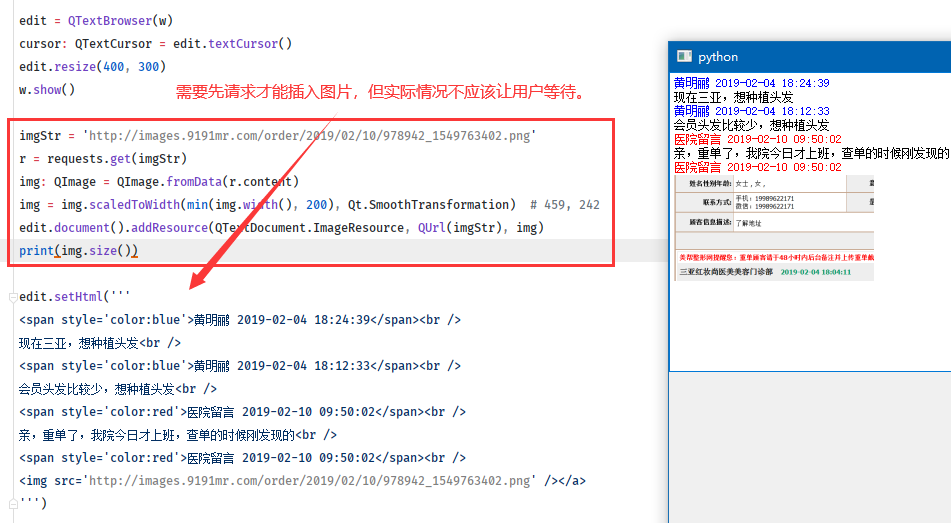 edit = QTextBrowser(w)
cursor: QTextCursor = edit.textCursor()
edit.resize(400, 300)
w.show()
需要先请求才能插入图片，但实际情况不应该让用户等待。
imgStr = 'http://images.9191mr.com/order/2019/02/10/978942_1549763402.png'
r = requests.get(imgStr)
img: QImage = QImage.fromData(r.content)
img = img.scaledToWidth(min(img.width(), 200), Qt.SmoothTransformation)  # 459, 242
edit.document().addResource(QTextDocument.ImageResource, QUrl(imgStr), img)
print(img.size())
edit.setHtml('''
<span style='color:blue'>黄明鹂 2019-02-04 18:24:39</span><br />
现在三亚，想种植头发<br />
<span style='color:blue'>黄明鹂 2019-02-04 18:12:33</span><br />
会员头发比较少，想种植头发<br />
<span style='color:red'>医院留言 2019-02-10 09:50:02</span><br />
亲，重单了，我院今日才上班，查单的时候刚发现的<br />
<span style='color:red'>医院留言 2019-02-10 09:50:02</span><br />
<img src='http://images.9191mr.com/order/2019/02/10/978942_1549763402.png' /></a>
''')
python
黄明鹂 2019-02-04 18:24:39
现在三亚，想种植头发
黄明鹂 2019-02-04 18:12:33
会员头发比较少，想种植头发
医院留言 2019-02-10 09:50:02
亲，重单了，我院今日才上班，查单的时候刚发现的
医院留言 2019-02-10 09:50:02
姓名性别年龄: 女士 , 女 ,
联系方式: 手机：19989622171
微信：19989622171
顾客信息描述: 了解地址
美帮整形网提醒您：重单顾客请于48小时内后台备注并上传重单截
三亚红妆尚医美美容门诊部 2019-02-04 18:04:11